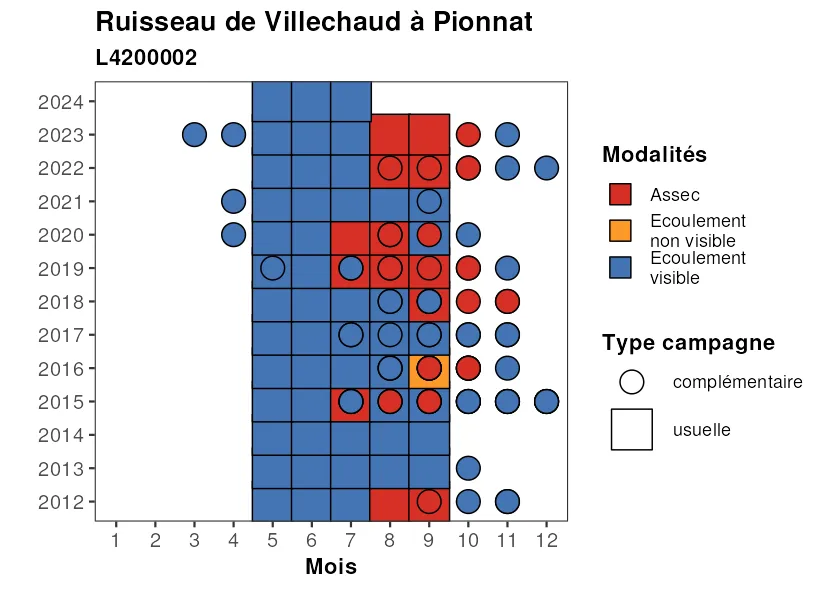 Ruisseau de Villechaud à Pionnat
L4200002
2024
2023
2022
2021
2020
2019
2018
2017
2016
2015
2014
2013
2012
1 2 3 4 5 6 7 8 9 10 11 12
Mois
Modalités
Assec
Ecoulement
non visible
Ecoulement
visible
Type campagne
complémentaire
usuelle